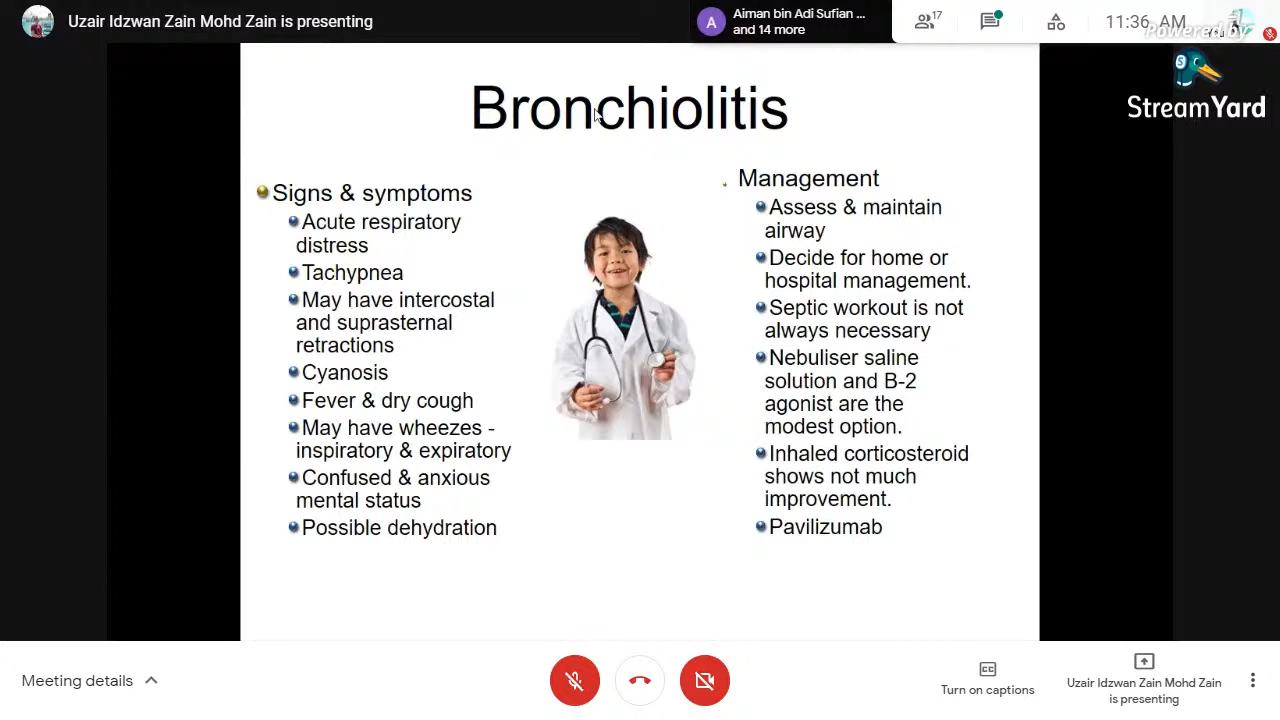 Uzair Idzwan Zain Mohd Zain is presenting
A
Aiman bin Adi Sufian ...
and 14 more
17
11:36 AM
You
Powered by
S
StreamYard
Bronchiolitis
Signs & symptoms
Acute respiratory
distress
Tachypnea
May have intercostal
and suprasternal
retractions
Cyanosis
Fever & dry cough
May have wheezes -
inspiratory & expiratory
Confused & anxious
mental status
Possible dehydration
Management
Assess & maintain
airway
Decide for home or
hospital management.
Septic workout is not
always necessary
Nebuliser saline
solution and B-2
agonist are the
modest option.
Inhaled corticosteroid
shows not much
improvement.
Pavilizumab
Meeting details
CC
Turn on captions
Uzair Idzwan Zain Mohd Zain
is presenting